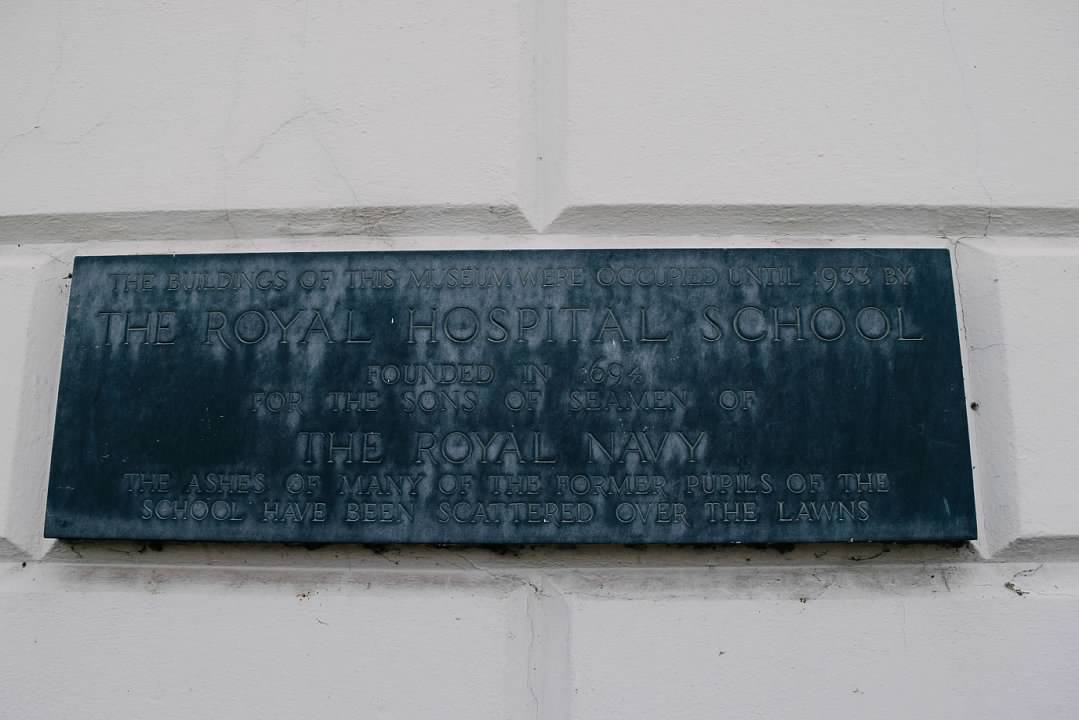 THE BUILDINGS OF THIS MUSEUM WERE OCCUPIED UNTIL 1933 BY
THE ROYAL HOSPITAL SCHOOL
FOUNDED IN 1694
FOR THE SONS OF SEAMEN OF
THE ROYAL NAVY
THE ASHES OF MANY OF THE FORMER PUPILS OF THE
SCHOOL HAVE BEEN SCATTERED OVER THE LAWNS